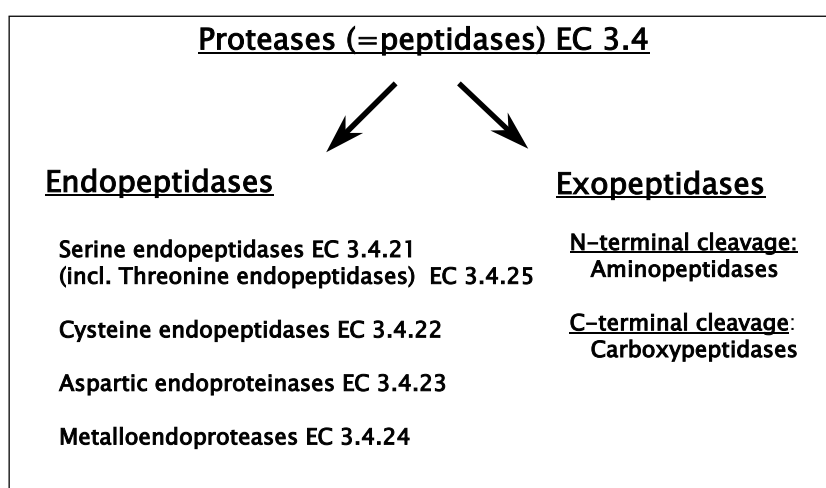 Proteases (=peptidases) EC 3.4
Endopeptidases
Serine endopeptidases EC 3.4.21
(incl. Threonine endopeptidases) EC 3.4.25
Cysteine endopeptidases EC 3.4.22
Aspartic endoproteinases EC 3.4.23
Metalloendoproteases EC 3.4.24
Exopeptidases
N-terminal cleavage:
Aminopeptidases
C-terminal cleavage:
Carboxypeptidases